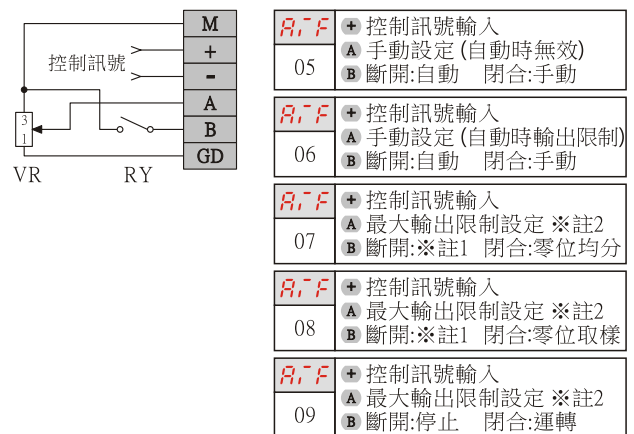 M
+
-
A
B
GD
控制訊號
3
1
VR
RY
A.T.F
05
+ 控制訊號輸入
A 手動設定 (自動時無效)
B 斷開:自動 閉合:手動
06
+ 控制訊號輸入
A 手動設定 (自動時輸出限制)
B 斷開:自動 閉合:手動
07
+ 控制訊號輸入
A 最大輸出限制設定 ※註2
B 斷開:※註1 閉合:零位均分
08
+ 控制訊號輸入
A 最大輸出限制設定 ※註2
B 斷開:※註1 閉合:零位取樣
09
+ 控制訊號輸入
A 最大輸出限制設定 ※註2
B 斷開:停止 閉合:運轉